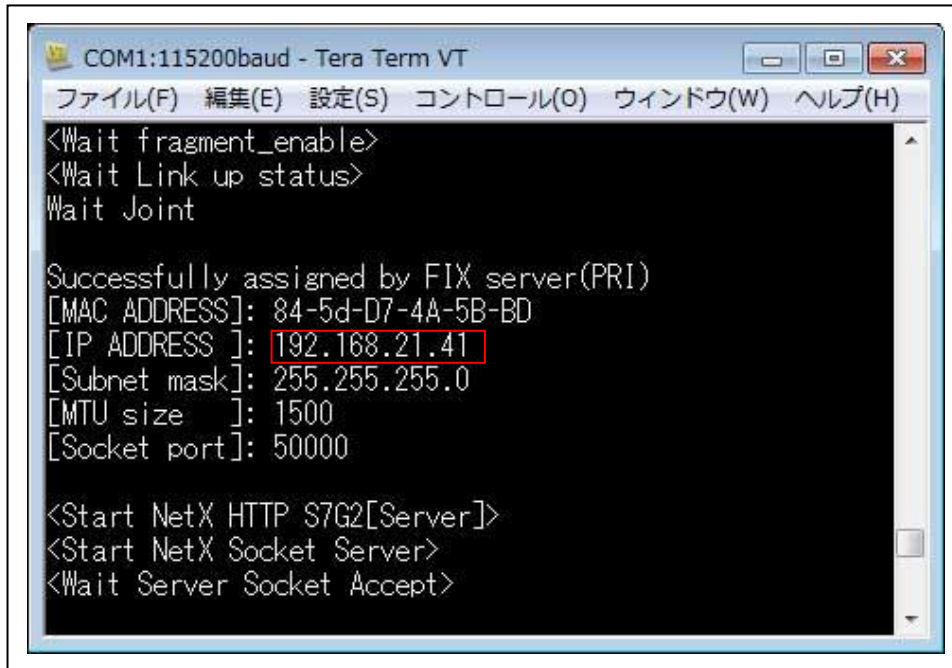 COM1:115200baud - Tera Term VT
ファイル(F) 編集(E) 設定(S) コントロール(O) ウィンドウ(W) ヘルプ(H)
<Wait fragment_enable>
<Wait Link up status>
Wait Joint
Successfully assigned by FIX server(PRI)
[MAC ADDRESS]: 84-5d-D7-4A-5B-BD
[IP ADDRESS ]: 192.168.21.41
[Subnet mask]: 255.255.255.0
[MTU size   ]: 1500
[Socket port]: 50000
<Start NetX HTTP S7G2[Server]>
<Start NetX Socket Server>
<Wait Server Socket Accept>